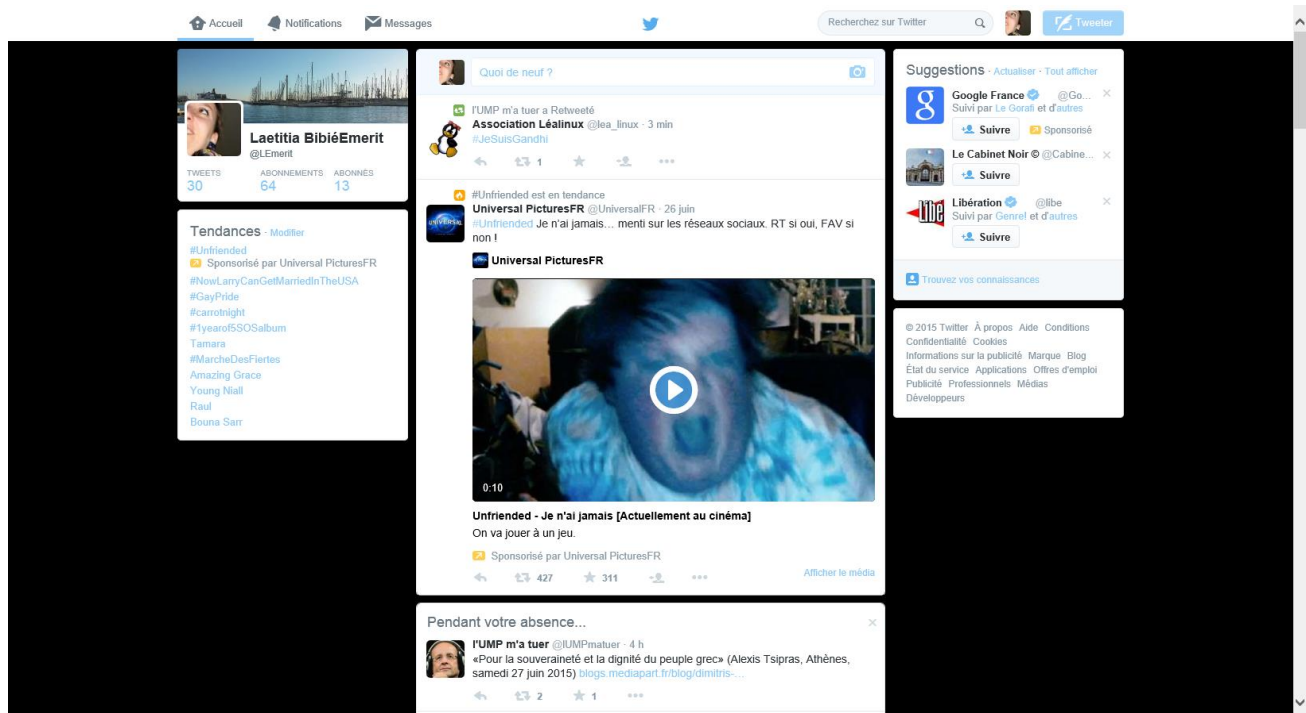 Accueil
Notifications
Messages
Recherchez sur Twitter
Tweeter
Laetitia BibiéEmerit
@LEmerit
TWEETS ABONNEMENTS ABONNÉS
30 64 13
Tendances · Modifier
#Unfriended
Sponsorisé par Universal PicturesFR
#NowLarryCanGetMarriedInTheUSA
#GayPride
#carrotnight
#1yearof5SOSalbum
Tamara
#MarcheDesFiertes
Amazing Grace
Young Niall
Raul
Bouna Sarr
Quoi de neuf ?
l'UMP m'a tuer a Retweeté
Association Léalinux @lea_linux · 3 min
#JeSuisGandhi
1
#Unfriended est en tendance
Universal PicturesFR @UniversalFR · 26 juin
#Unfriended Je n'ai jamais… menti sur les réseaux sociaux. RT si oui, FAV si
non !
UNIVERSAL
Universal PicturesFR
0:10
Unfriended - Je n'ai jamais [Actuellement au cinéma]
On va jouer à un jeu.
Sponsorisé par Universal PicturesFR
427 311
Afficher le média
Pendant votre absence...
l'UMP m'a tuer @lUMPmatuer · 4 h
«Pour la souveraineté et la dignité du peuple grec» (Alexis Tsipras, Athènes,
samedi 27 juin 2015) blogs.mediapart.fr/blog/dimitris-...
2 1
Suggestions · Actualiser · Tout afficher
Google France @Go...
Suivi par Le Gorafi et d'autres
Suivre Sponsorisé
Le Cabinet Noir © @Cabine...
Suivre
Libé
Libération @libe
Suivi par Genre! et d'autres
Suivre
Trouvez vos connaissances
© 2015 Twitter À propos Aide Conditions
Confidentialité Cookies
Informations sur la publicité Marque Blog
État du service Applications Offres d'emploi
Publicité Professionnels Médias
Développeurs